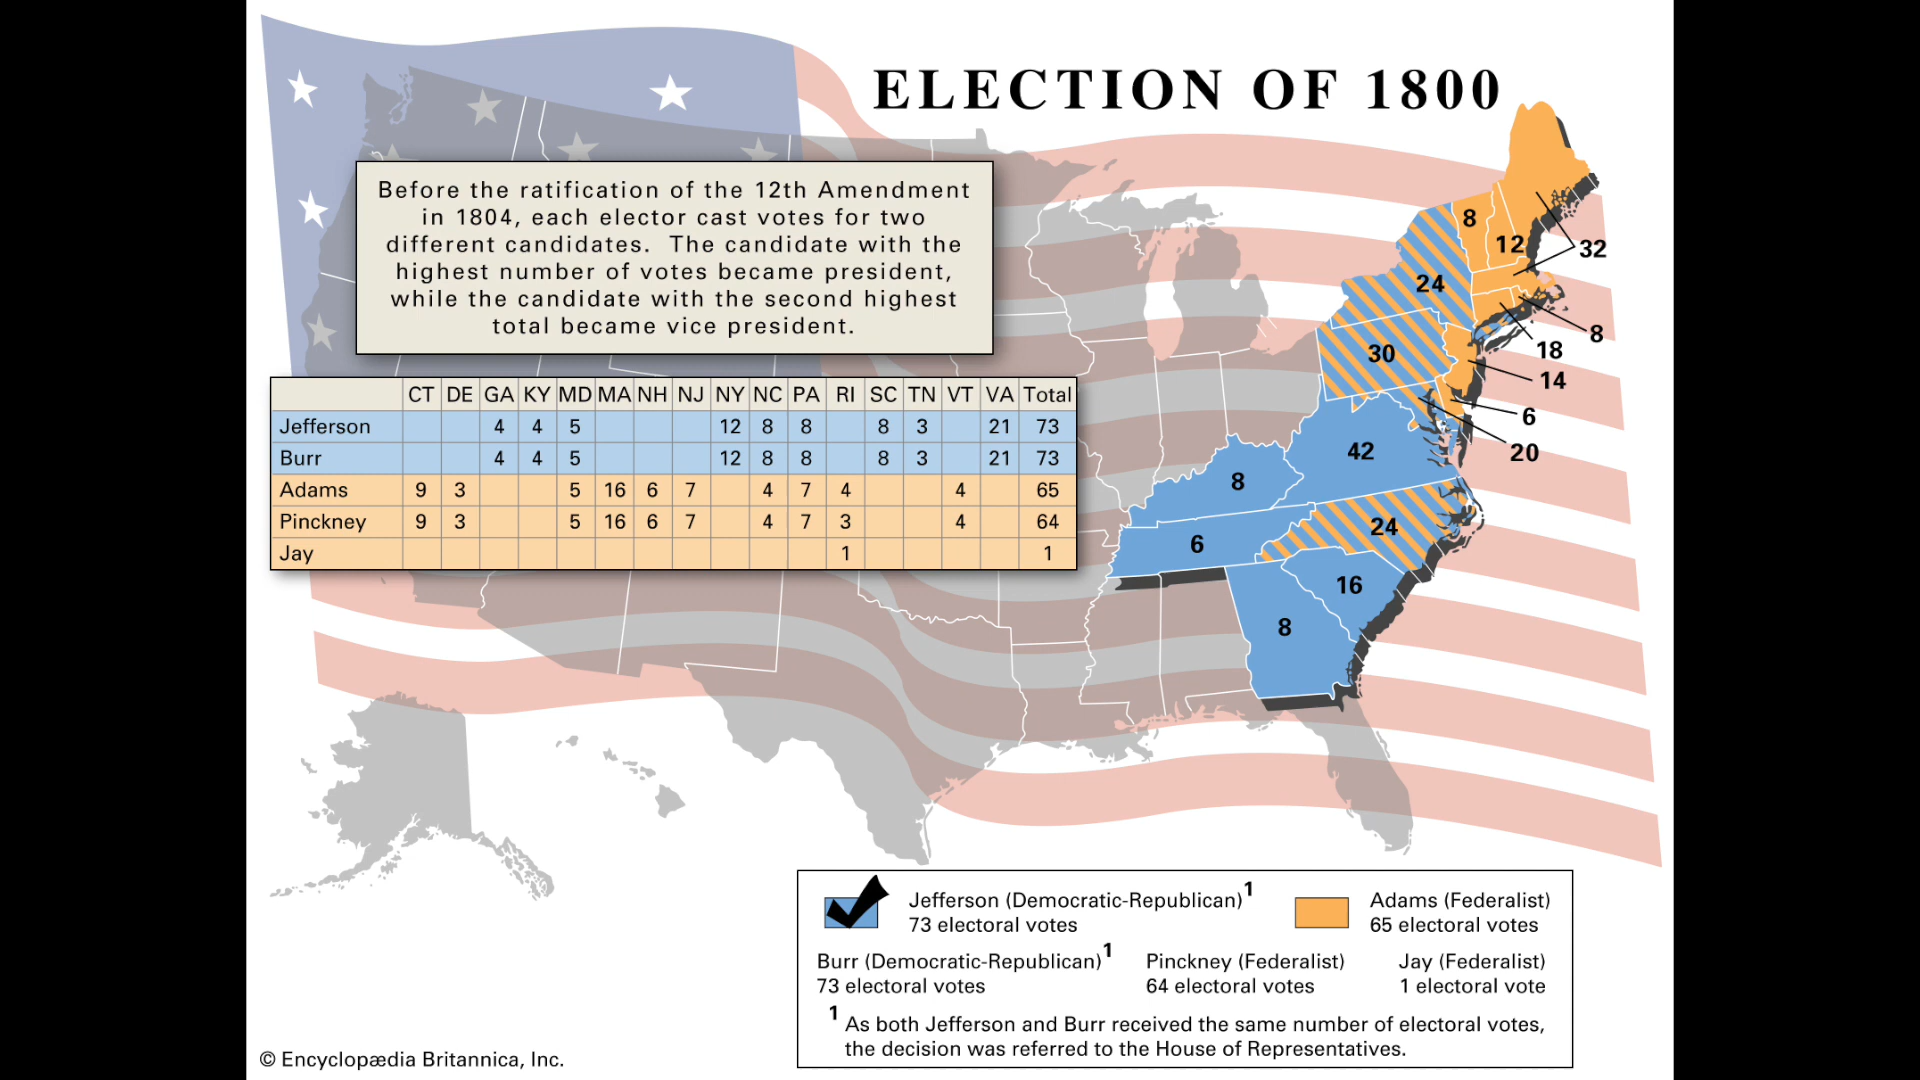 ELECTION OF 1800
Before the ratification of the 12th Amendment
in 1804, each elector cast votes for two
different candidates. The candidate with the
highest number of votes became president,
while the candidate with the second highest
total became vice president.
CT DE GA KY MD MA NH NJ NY NC PA RI SC TN VT VA Total
Jefferson 4 4 5 12 8 8 8 3 21 73
Burr 4 4 5 12 8 8 8 3 21 73
Adams 9 3 5 16 6 7 4 7 4 4 65
Pinckney 9 3 5 16 6 7 4 7 3 4 64
Jay 1 1
8
12
32
24
8
30
18
14
6
20
42
8
24
6
16
8
Jefferson (Democratic-Republican)1
73 electoral votes
Adams (Federalist)
65 electoral votes
Burr (Democratic-Republican)1
73 electoral votes
Pinckney (Federalist)
64 electoral votes
Jay (Federalist)
1 electoral vote
1 As both Jefferson and Burr received the same number of electoral votes,
the decision was referred to the House of Representatives.
© Encyclopædia Britannica, Inc.